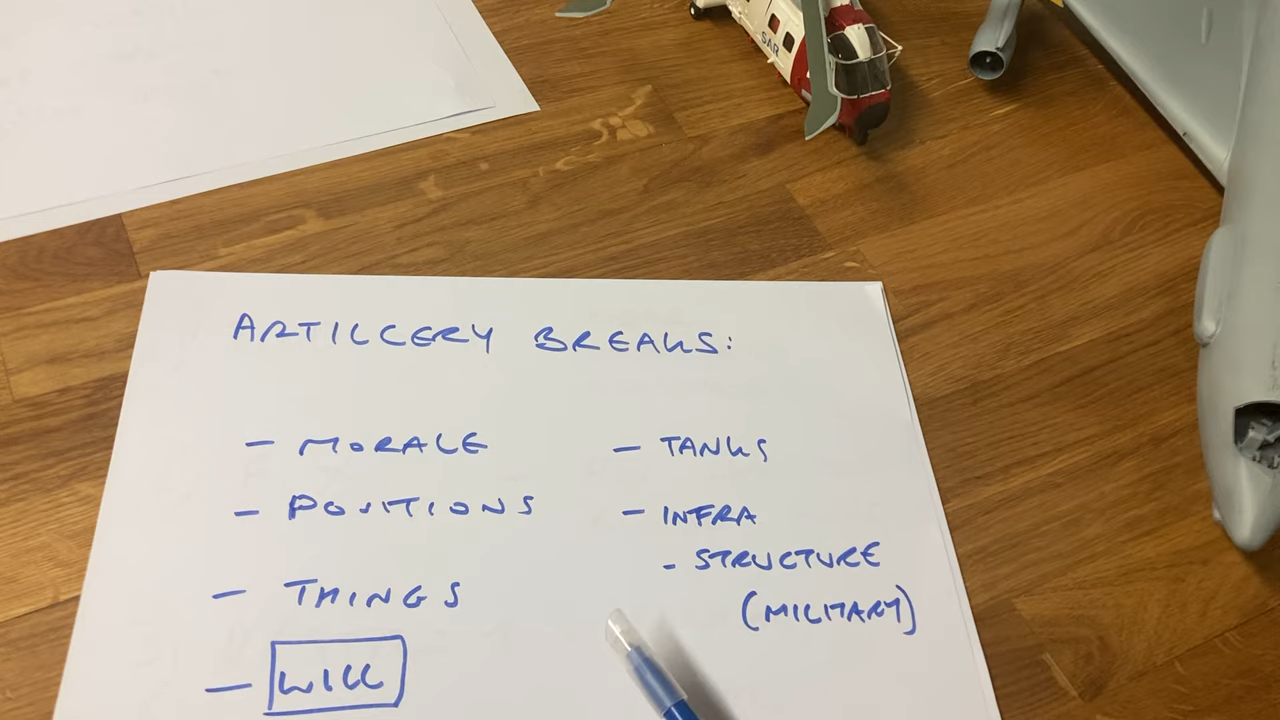 SAR
ARTILLERY BREAKS:
- MORALE
- POSITIONS
- THINGS
- WILL
- TANKS
- INFRA
- STRUCTURE
(MILITARY)